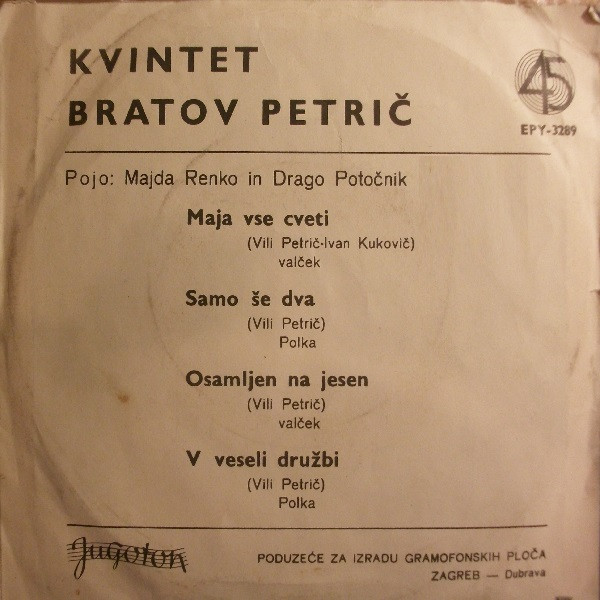 KVINTET
BRATOV PETRIČ
45
EPY-3289
Pojo: Majda Renko in Drago Potočnik
Maja vse cveti
(Vili Petrič-Ivan Kukovič)
valček
Samo še dva
(Vili Petrič)
Polka
Osamljen na jesen
(Vili Petrič)
valček
V veseli družbi
(Vili Petrič)
Polka
Jugoton
PODUZEĆE ZA IZRADU GRAMOFONSKIH PLOČA
ZAGREB — Dubrava